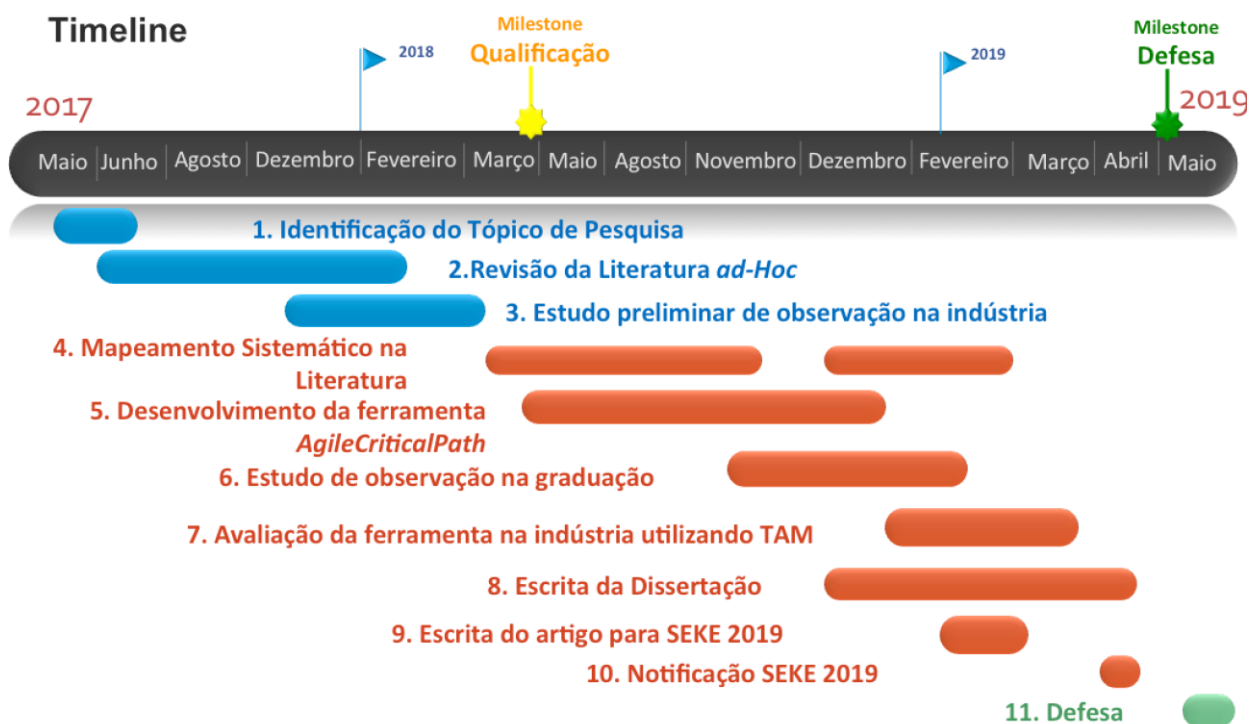 Timeline
Milestone
Qualificação
2018
2019
Milestone
Defesa
2017
2019
Maio Junho Agosto Dezembro Fevereiro Março Maio Agosto Novembro Dezembro Fevereiro Março Abril Maio
1. Identificação do Tópico de Pesquisa
2.Revisão da Literatura ad-Hoc
3. Estudo preliminar de observação na indústria
4. Mapeamento Sistemático na
Literatura
5. Desenvolvimento da ferramenta
AgileCriticalPath
6. Estudo de observação na graduação
7. Avaliação da ferramenta na indústria utilizando TAM
8. Escrita da Dissertação
9. Escrita do artigo para SEKE 2019
10. Notificação SEKE 2019
11. Defesa